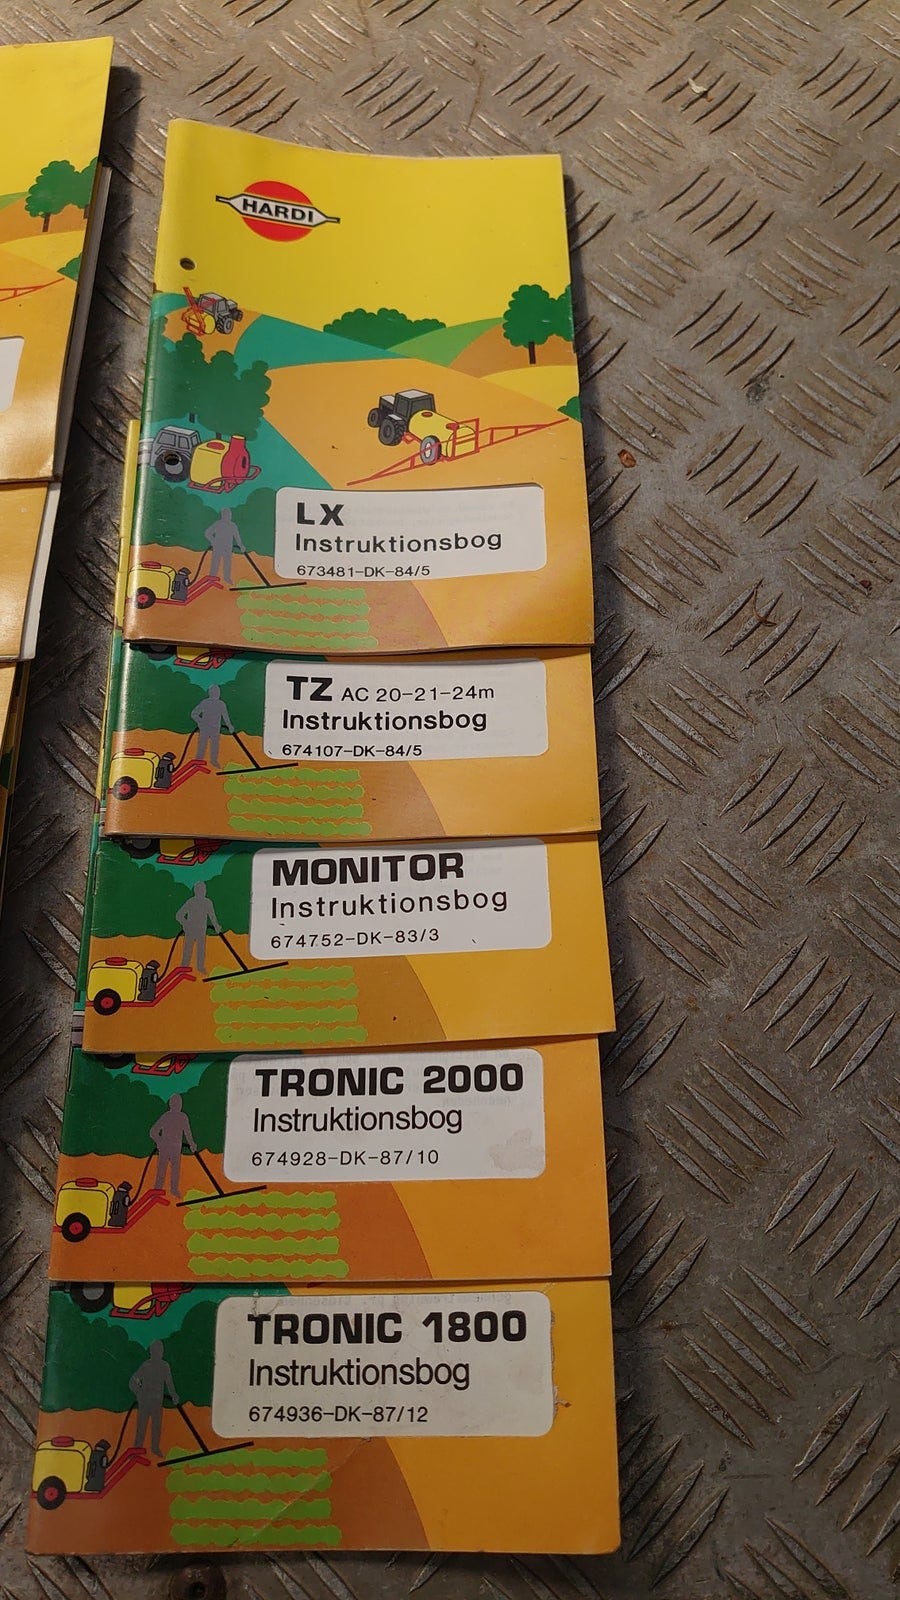 HARDI
LX
Instruktionsbog
673481-DK-84/5
TZ AC 20-21-24m
Instruktionsbog
674107-DK-84/5
MONITOR
Instruktionsbog
674752-DK-83/3
TRONIC 2000
Instruktionsbog
674928-DK-87/10
TRONIC 1800
Instruktionsbog
674936-DK-87/12